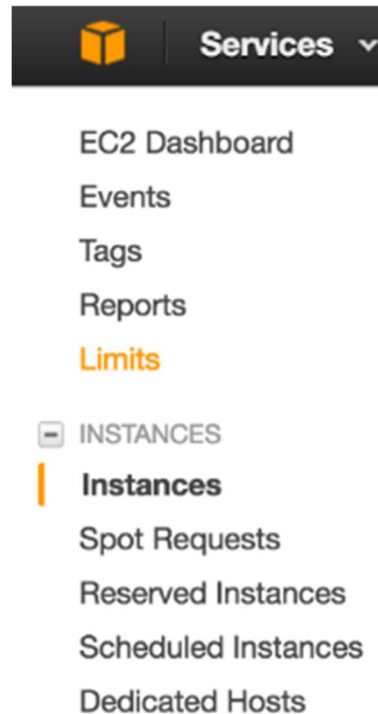 Services
EC2 Dashboard
Events
Tags
Reports
Limits
INSTANCES
Instances
Spot Requests
Reserved Instances
Scheduled Instances
Dedicated Hosts